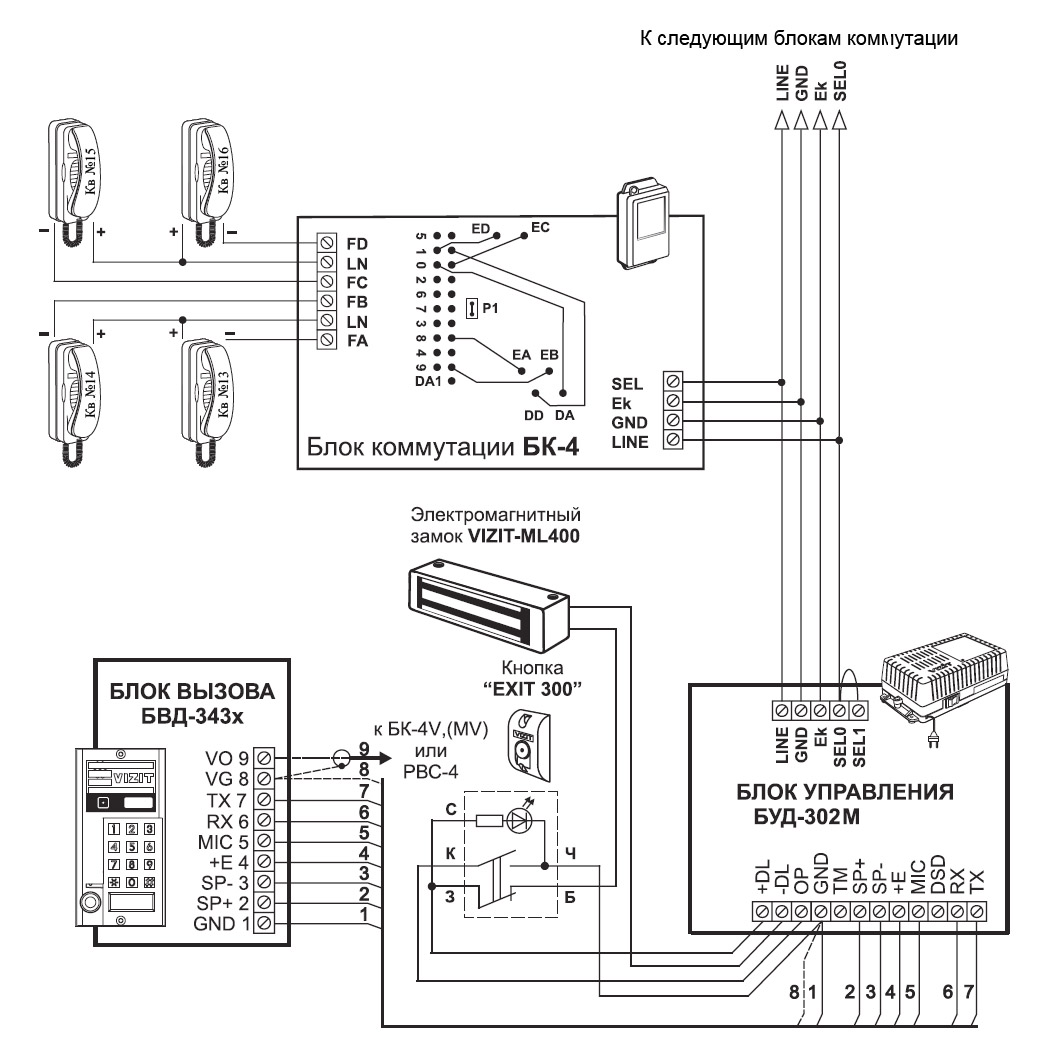 К следующим блокам коммутации
LINE
GND
Ek
SEL0
Кв №15
Кв №16
– + + –
FD
LN
FC
FB
LN
FA
– + + –
Кв №14
Кв №13
5
1
0
2
6
7
3
8
4
9
DA1
ED
EC
P1
EA
EB
DD
DA
SEL
Ek
GND
LINE
Блок коммутации БК-4
Электромагнитный
замок VIZIT-ML400
Кнопка
“EXIT 300”
VIZIT
БЛОК ВЫЗОВА
БВД-343x
VIZIT
1 2 3
4 5 6
7 8 9
0
VO 9
VG 8
TX 7
RX 6
MIC 5
+E 4
SP- 3
SP+ 2
GND 1
9
8
7
6
5
4
3
2
1
к БК-4V,(MV)
или
РВС-4
С
К
З
Ч
Б
LINE
GND
Ek
SEL0
SEL1
БЛОК УПРАВЛЕНИЯ
БУД-302М
+DL
-DL
OP
GND
TM
SP+
SP-
+E
MIC
DSD
RX
TX
8 1 2 3 4 5 6 7